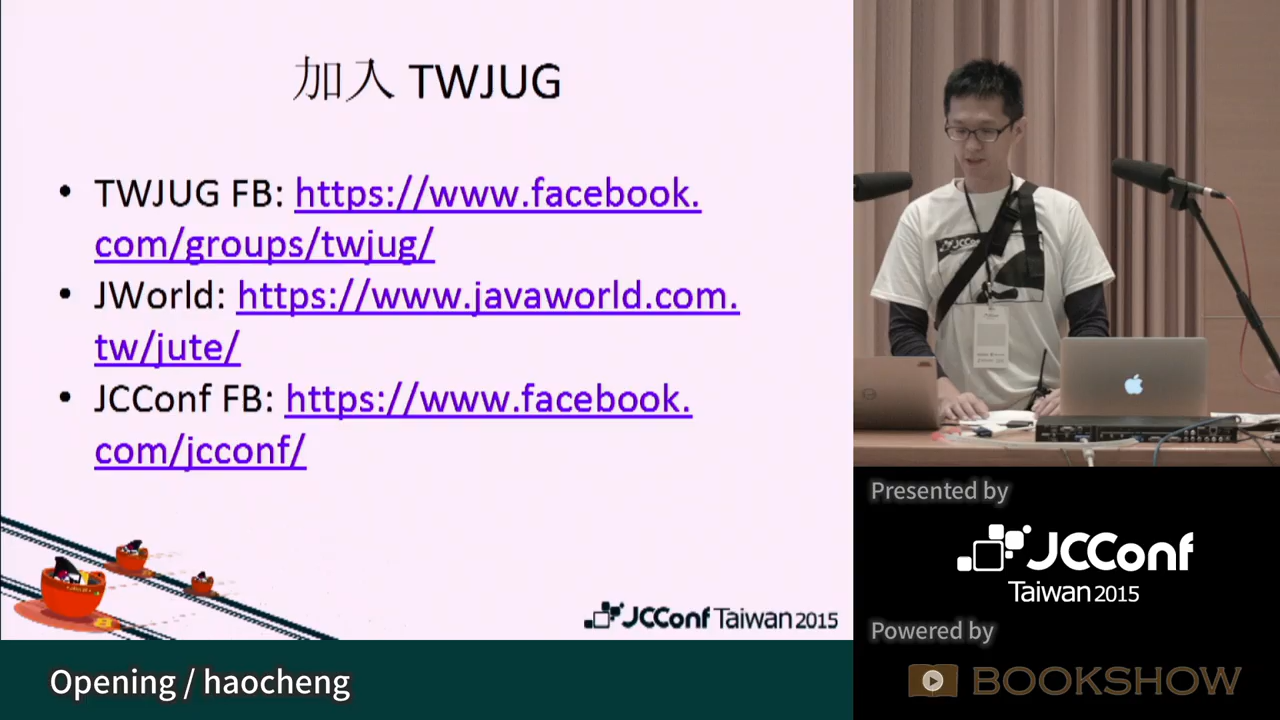 加入 TWJUG
• TWJUG FB: https://www.facebook.
com/groups/twjug/
• JWorld: https://www.javaworld.com.
tw/jute/
• JCConf FB: https://www.facebook.
com/jcconf/
JCConf Taiwan 2015
Opening / haocheng
JCConf
Presented by
JCConf
Taiwan 2015
Powered by
BOOKSHOW